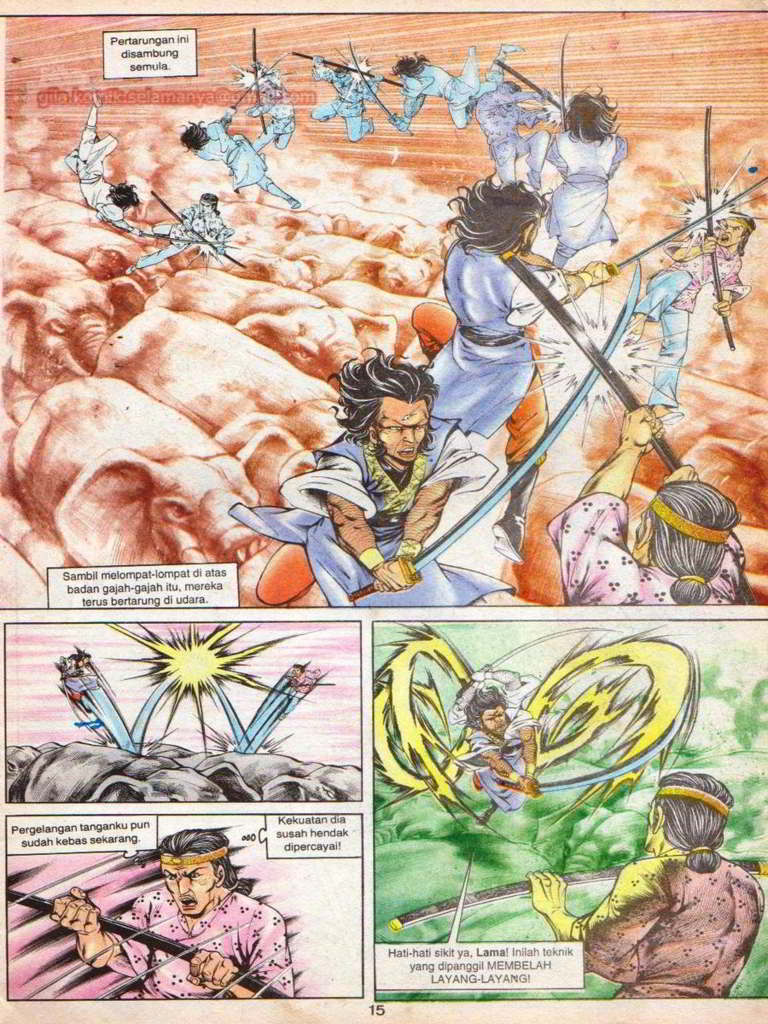 Pertarungan ini
disambung
semula.
Sambil melompat-lompat di atas
badan gajah-gajah itu, mereka
terus bertarung di udara.
Pergelangan tanganku pun
sudah kebas sekarang.
Kekuatan dia
susah hendak
dipercayai!
Hati-hati sikit ya, Lama! Inilah teknik
yang dipanggil MEMBELAH
LAYANG-LAYANG!
15